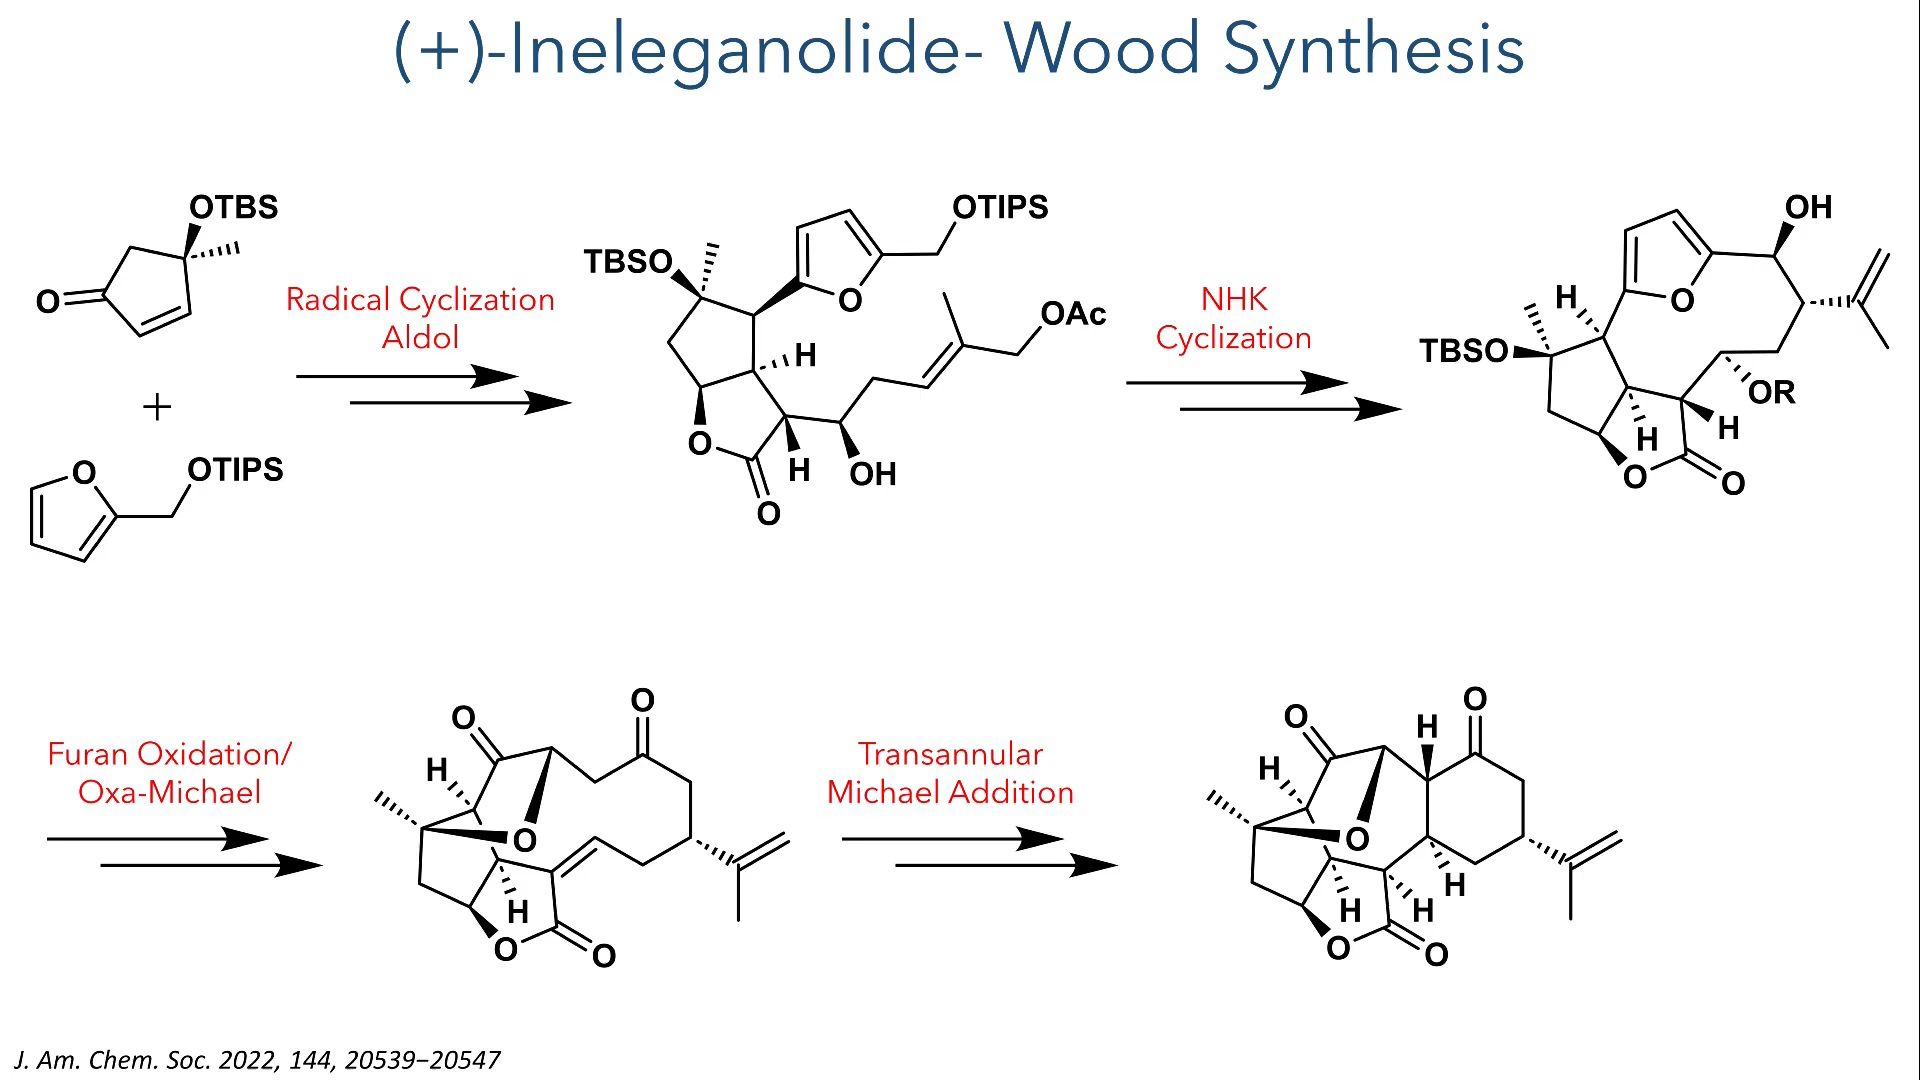 (+)-Ineleganolide- Wood Synthesis
OTBS
O
+
O
OTIPS
Radical Cyclization
Aldol
TBSO
OTIPS
O
H
OAc
O
H
OH
O
NHK
Cyclization
OH
O
H
TBSO
OR
H
H
O
O
Furan Oxidation/
Oxa-Michael
O
O
H
O
H
O
O
Transannular
Michael Addition
O
O
H
H
O
H
H
H
O
O
J. Am. Chem. Soc. 2022, 144, 20539–20547